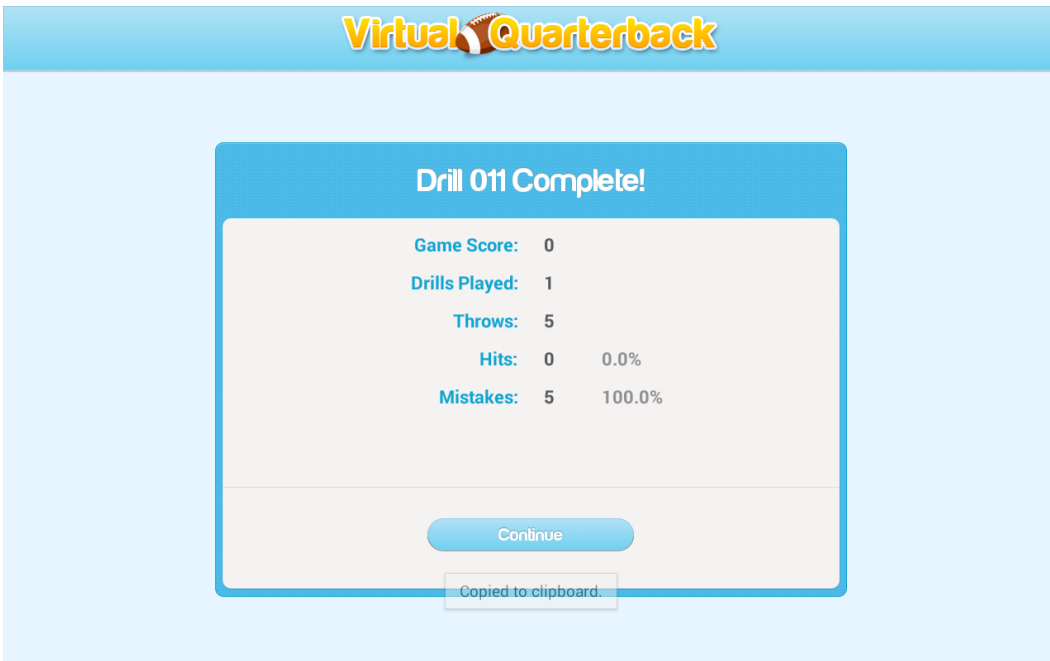 Virtual Quarterback
Drill 011 Complete!
Game Score: 0
Drills Played: 1
Throws: 5
Hits: 0 0.0%
Mistakes: 5 100.0%
Continue
Copied to clipboard.